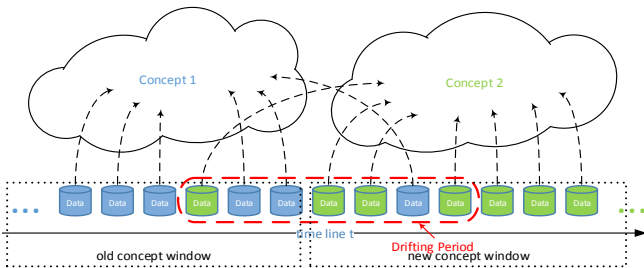 Concept 1
Concept 2
Data Data Data Data Data Data Data Data Data Data Data Data Data
time line t
Drifting Period
old concept window
new concept window